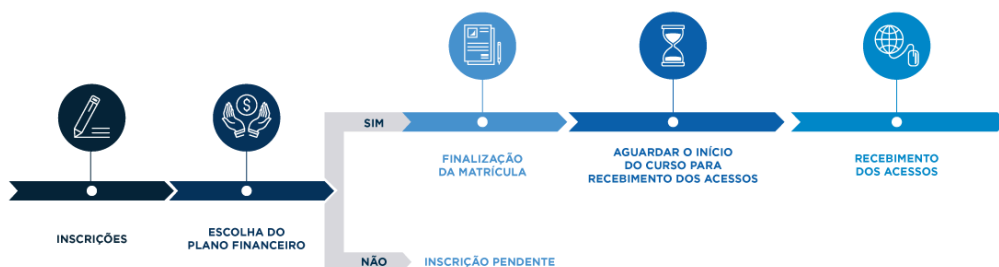 INSCRIÇÕES
ESCOLHA DO
PLANO FINANCEIRO
SIM
FINALIZAÇÃO
DA MATRÍCULA
AGUARDAR O INÍCIO
DO CURSO PARA
RECEBIMENTO DOS ACESSOS
RECEBIMENTO
DOS ACESSOS
NÃO
INSCRIÇÃO PENDENTE